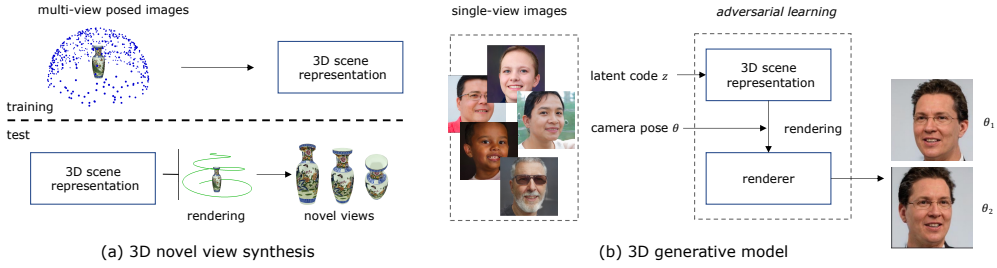 multi-view posed images
3D scene
representation
training
test
3D scene
representation
rendering
novel views
(a) 3D novel view synthesis
single-view images
adversarial learning
latent code z
3D scene
representation
camera pose θ
rendering
renderer
θ₁
θ₂
(b) 3D generative model